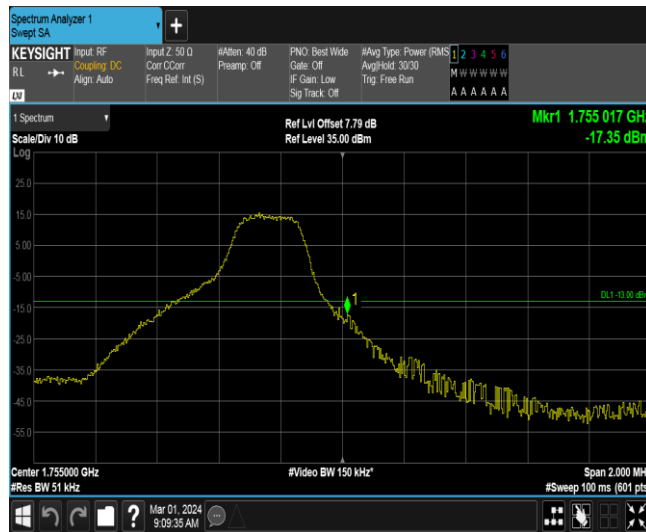 Spectrum Analyzer 1
Swept SA
KEYSIGHT
RL
LXI
Input: RF
Coupling: DC
Align: Auto
Input Z: 50 Ω
Corr CCorr
Freq Ref: Int (S)
#Atten: 40 dB
Preamp: Off
PNO: Best Wide
Gate: Off
IF Gain: Low
Sig Track: Off
#Avg Type: Power (RMS
Avg|Hold: 30/30
Trig: Free Run
1 2 3 4 5 6
M W W W W W
A A A A A A
1 Spectrum
Scale/Div 10 dB
Ref Lvl Offset 7.79 dB
Ref Level 35.00 dBm
Mkr1 1.755 017 GHz
-17.35 dBm
Log
25.0
15.0
5.00
-5.00
-15.0
-25.0
-35.0
-45.0
-55.0
DL1 -13.00 dBm
1
Center 1.755000 GHz
#Res BW 51 kHz
#Video BW 150 kHz*
Span 2.000 MH
#Sweep 100 ms (601 pts
?
Mar 01, 2024
9:09:35 AM